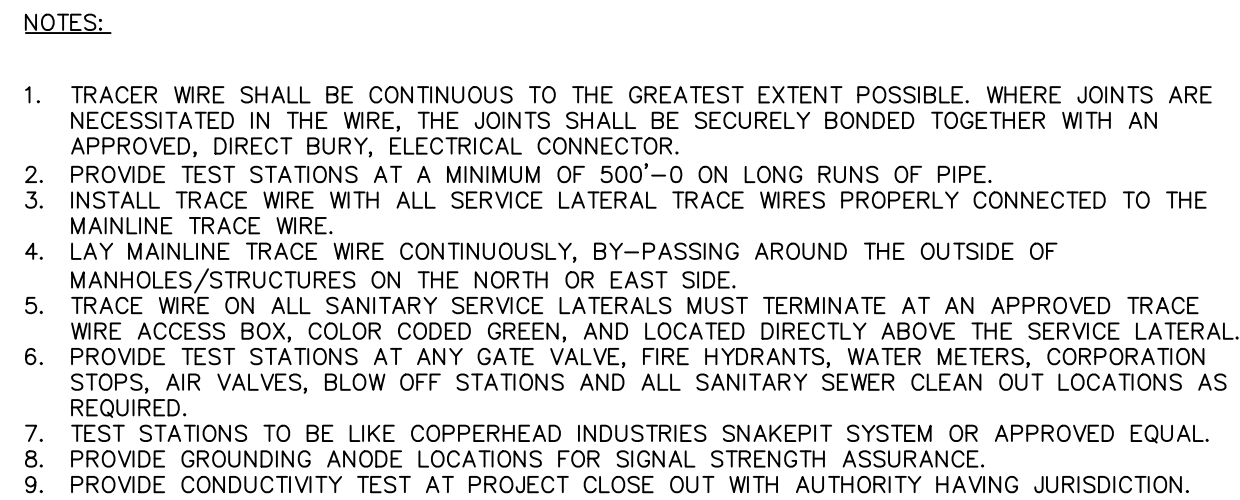 NOTES:
1. TRACER WIRE SHALL BE CONTINUOUS TO THE GREATEST EXTENT POSSIBLE. WHERE JOINTS ARE
NECESSITATED IN THE WIRE, THE JOINTS SHALL BE SECURELY BONDED TOGETHER WITH AN
APPROVED, DIRECT BURY, ELECTRICAL CONNECTOR.
2. PROVIDE TEST STATIONS AT A MINIMUM OF 500'-0 ON LONG RUNS OF PIPE.
3. INSTALL TRACE WIRE WITH ALL SERVICE LATERAL TRACE WIRES PROPERLY CONNECTED TO THE
MAINLINE TRACE WIRE.
4. LAY MAINLINE TRACE WIRE CONTINUOUSLY, BY-PASSING AROUND THE OUTSIDE OF
MANHOLES/STRUCTURES ON THE NORTH OR EAST SIDE.
5. TRACE WIRE ON ALL SANITARY SERVICE LATERALS MUST TERMINATE AT AN APPROVED TRACE
WIRE ACCESS BOX, COLOR CODED GREEN, AND LOCATED DIRECTLY ABOVE THE SERVICE LATERAL.
6. PROVIDE TEST STATIONS AT ANY GATE VALVE, FIRE HYDRANTS, WATER METERS, CORPORATION
STOPS, AIR VALVES, BLOW OFF STATIONS AND ALL SANITARY SEWER CLEAN OUT LOCATIONS AS
REQUIRED.
7. TEST STATIONS TO BE LIKE COPPERHEAD INDUSTRIES SNAKEPIT SYSTEM OR APPROVED EQUAL.
8. PROVIDE GROUNDING ANODE LOCATIONS FOR SIGNAL STRENGTH ASSURANCE.
9. PROVIDE CONDUCTIVITY TEST AT PROJECT CLOSE OUT WITH AUTHORITY HAVING JURISDICTION.